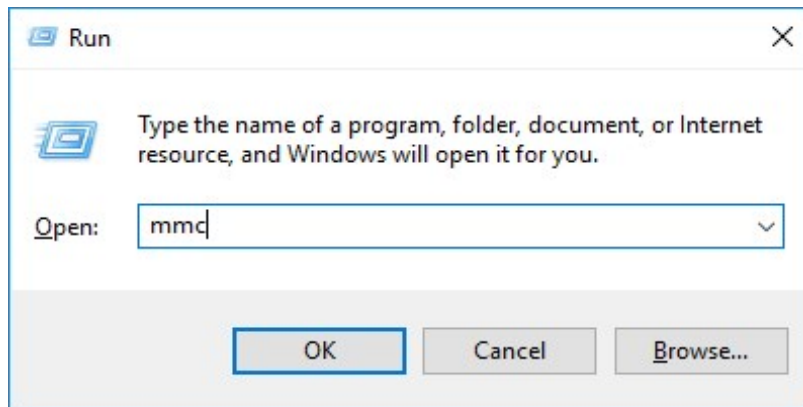 Run
Type the name of a program, folder, document, or Internet
resource, and Windows will open it for you.
Open: mmc
OK Cancel Browse...